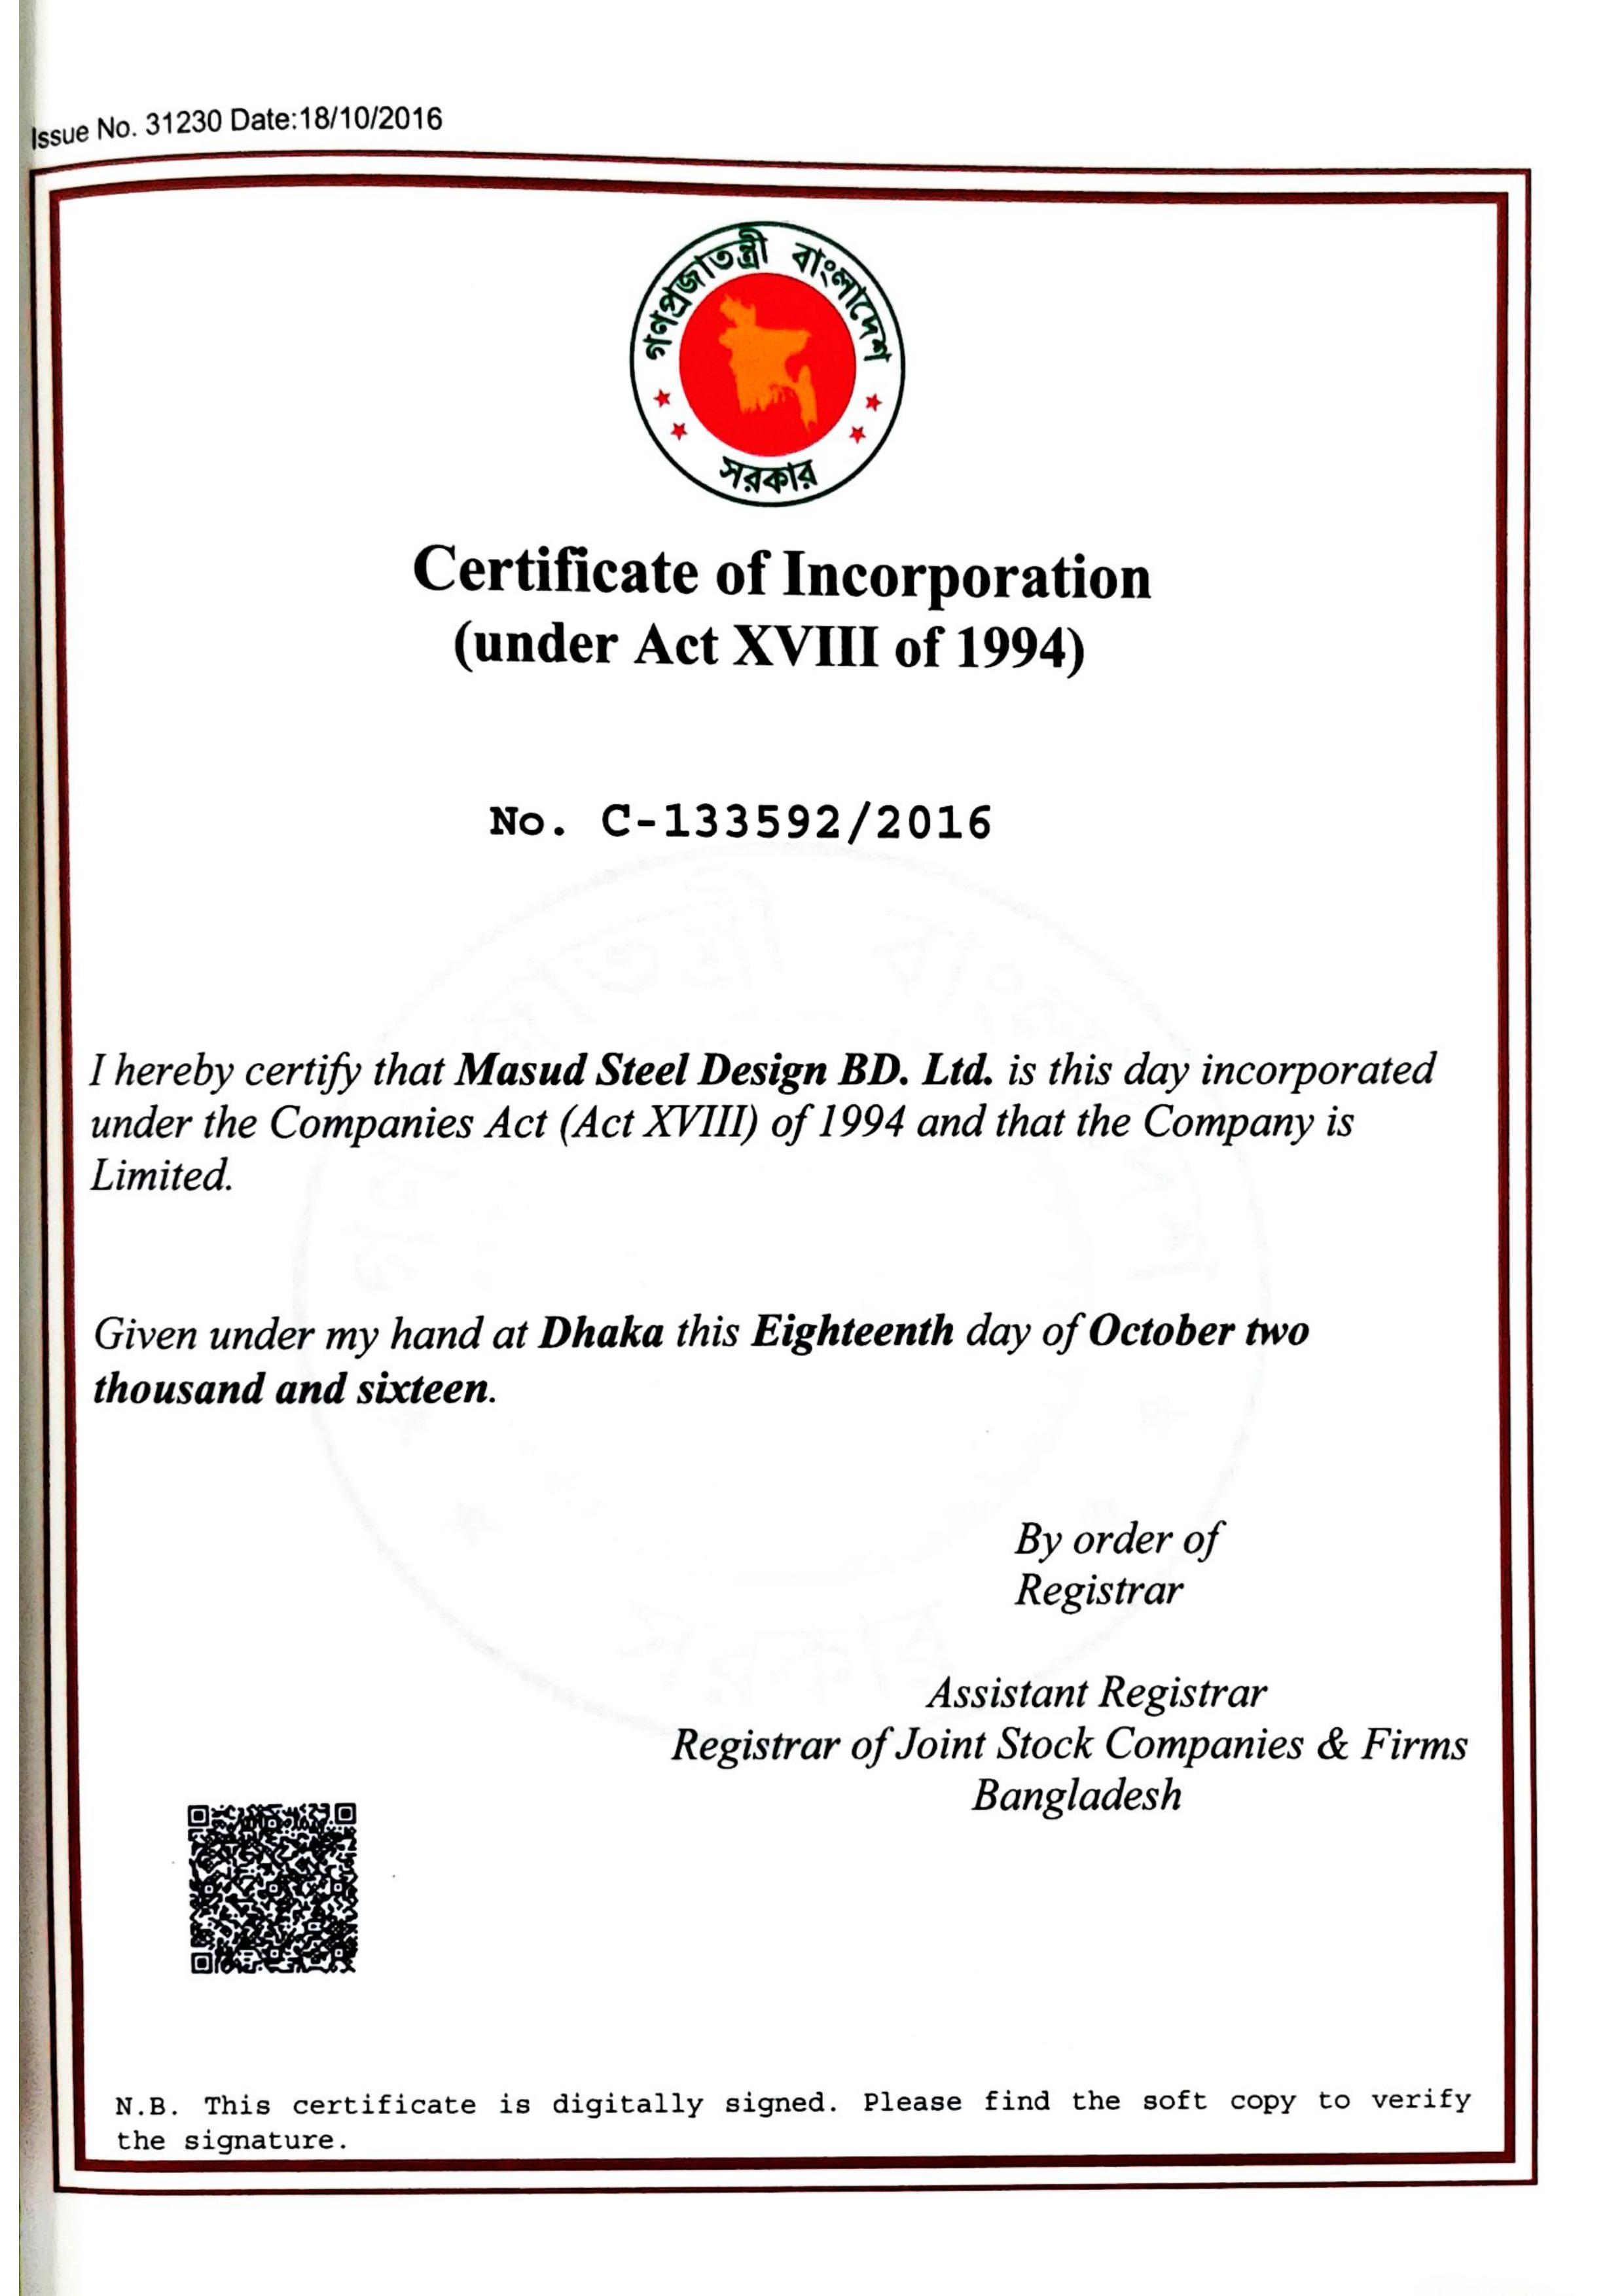 Issue No. 31230 Date:18/10/2016
গণপ্রজাতন্ত্রী বাংলাদেশ
সরকার
Certificate of Incorporation
(under Act XVIII of 1994)
No. C-133592/2016
I hereby certify that Masud Steel Design BD. Ltd. is this day incorporated
under the Companies Act (Act XVIII) of 1994 and that the Company is
Limited.
Given under my hand at Dhaka this Eighteenth day of October two
thousand and sixteen.
By order of
Registrar
Assistant Registrar
Registrar of Joint Stock Companies & Firms
Bangladesh
N.B. This certificate is digitally signed. Please find the soft copy to verify
the signature.